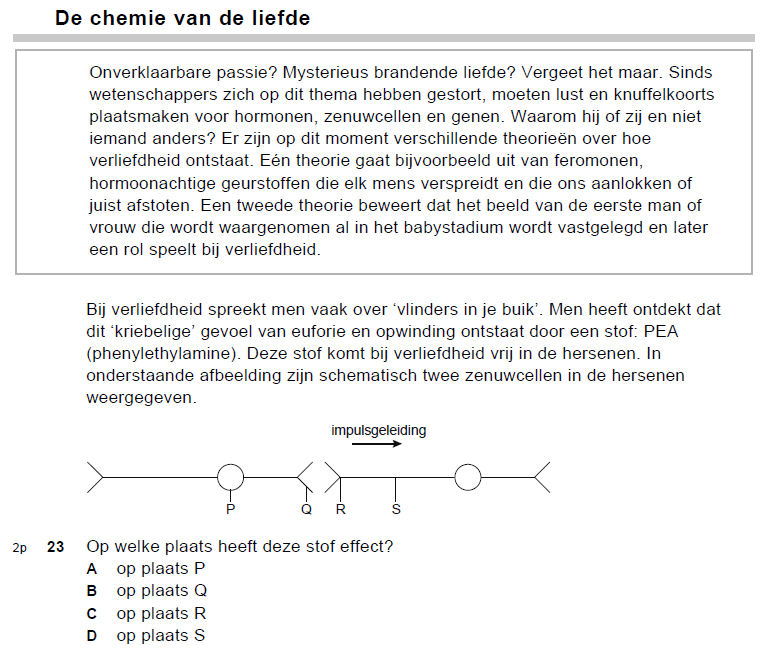 De chemie van de liefde
Onverklaarbare passie? Mysterieus brandende liefde? Vergeet het maar. Sinds
wetenschappers zich op dit thema hebben gestort, moeten lust en knuffelkoorts
plaatsmaken voor hormonen, zenuwcellen en genen. Waarom hij of zij en niet
iemand anders? Er zijn op dit moment verschillende theorieën over hoe
verliefdheid ontstaat. Eén theorie gaat bijvoorbeeld uit van feromonen,
hormoonachtige geurstoffen die elk mens verspreidt en die ons aanlokken of
juist afstoten. Een tweede theorie beweert dat het beeld van de eerste man of
vrouw die wordt waargenomen al in het babystadium wordt vastgelegd en later
een rol speelt bij verliefdheid.
Bij verliefdheid spreekt men vaak over ‘vlinders in je buik’. Men heeft ontdekt dat
dit ‘kriebelige’ gevoel van euforie en opwinding ontstaat door een stof: PEA
(phenylethylamine). Deze stof komt bij verliefdheid vrij in de hersenen. In
onderstaande afbeelding zijn schematisch twee zenuwcellen in de hersenen
weergegeven.
impulsgeleiding
P Q R S
2p 23 Op welke plaats heeft deze stof effect?
A op plaats P
B op plaats Q
C op plaats R
D op plaats S